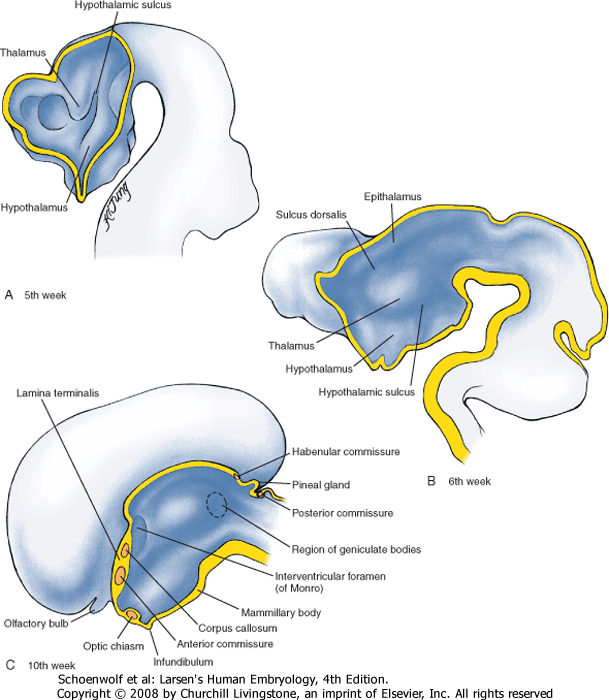 Hypothalamic sulcus
Thalamus
Hypothalamus
A 5th week
Epithalamus
Sulcus dorsalis
Thalamus
Hypothalamus
Hypothalamic sulcus
B 6th week
Lamina terminalis
Habenular commissure
Pineal gland
Posterior commissure
Region of geniculate bodies
Interventricular foramen
(of Monro)
Mammillary body
Corpus callosum
Anterior commissure
Infundibulum
Olfactory bulb
Optic chiasm
C 10th week
Schoenwolf et al: Larsen's Human Embryology, 4th Edition.
Copyright © 2008 by Churchill Livingstone, an imprint of Elsevier, Inc. All rights reserved